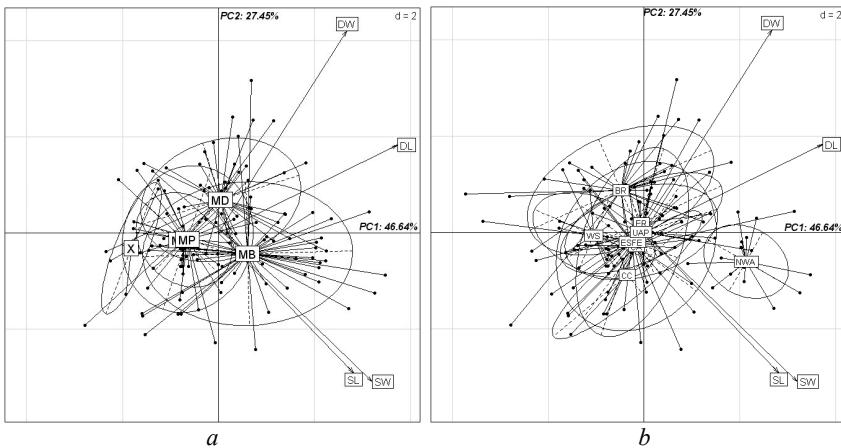 PC2: 27.45%
d = 2
DW
DL
PC1: 46.64%
MD
MP
X
MB
SL
SW
a
PC2: 27.45%
d = 2
DW
DL
PC1: 46.64%
BR
ER
UAP
WS
ESFE
NWA
CC
SL
SW
b